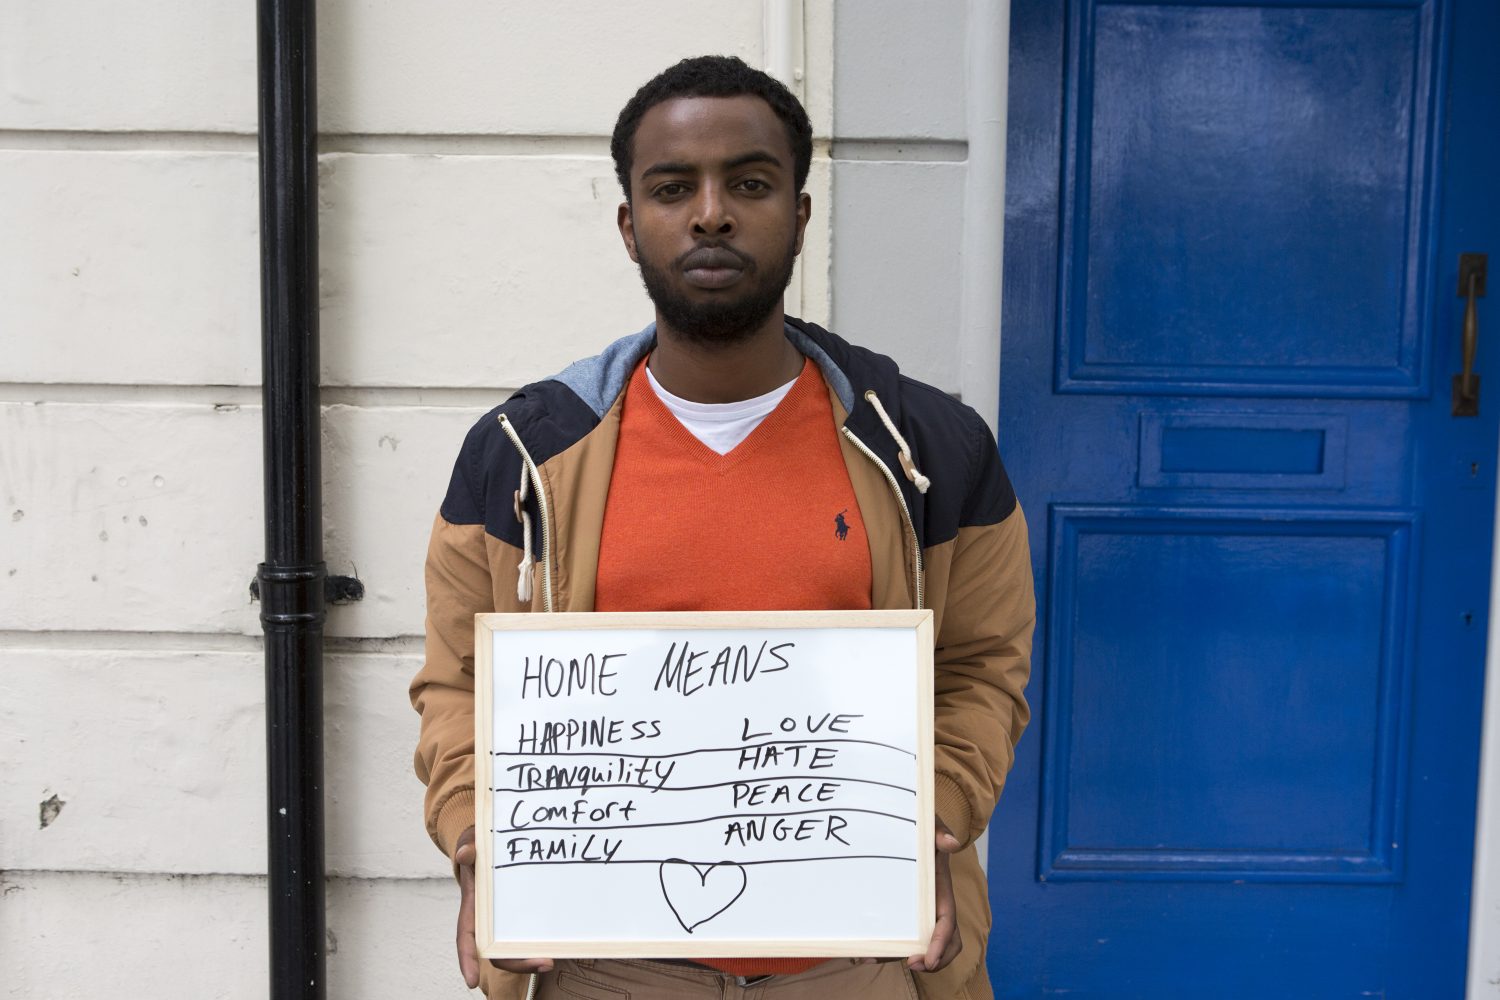 HOME MEANS
HAPPINESS LOVE
TRANquiLiTY HATE
ComFort PEACE
FAMiLY ANGER